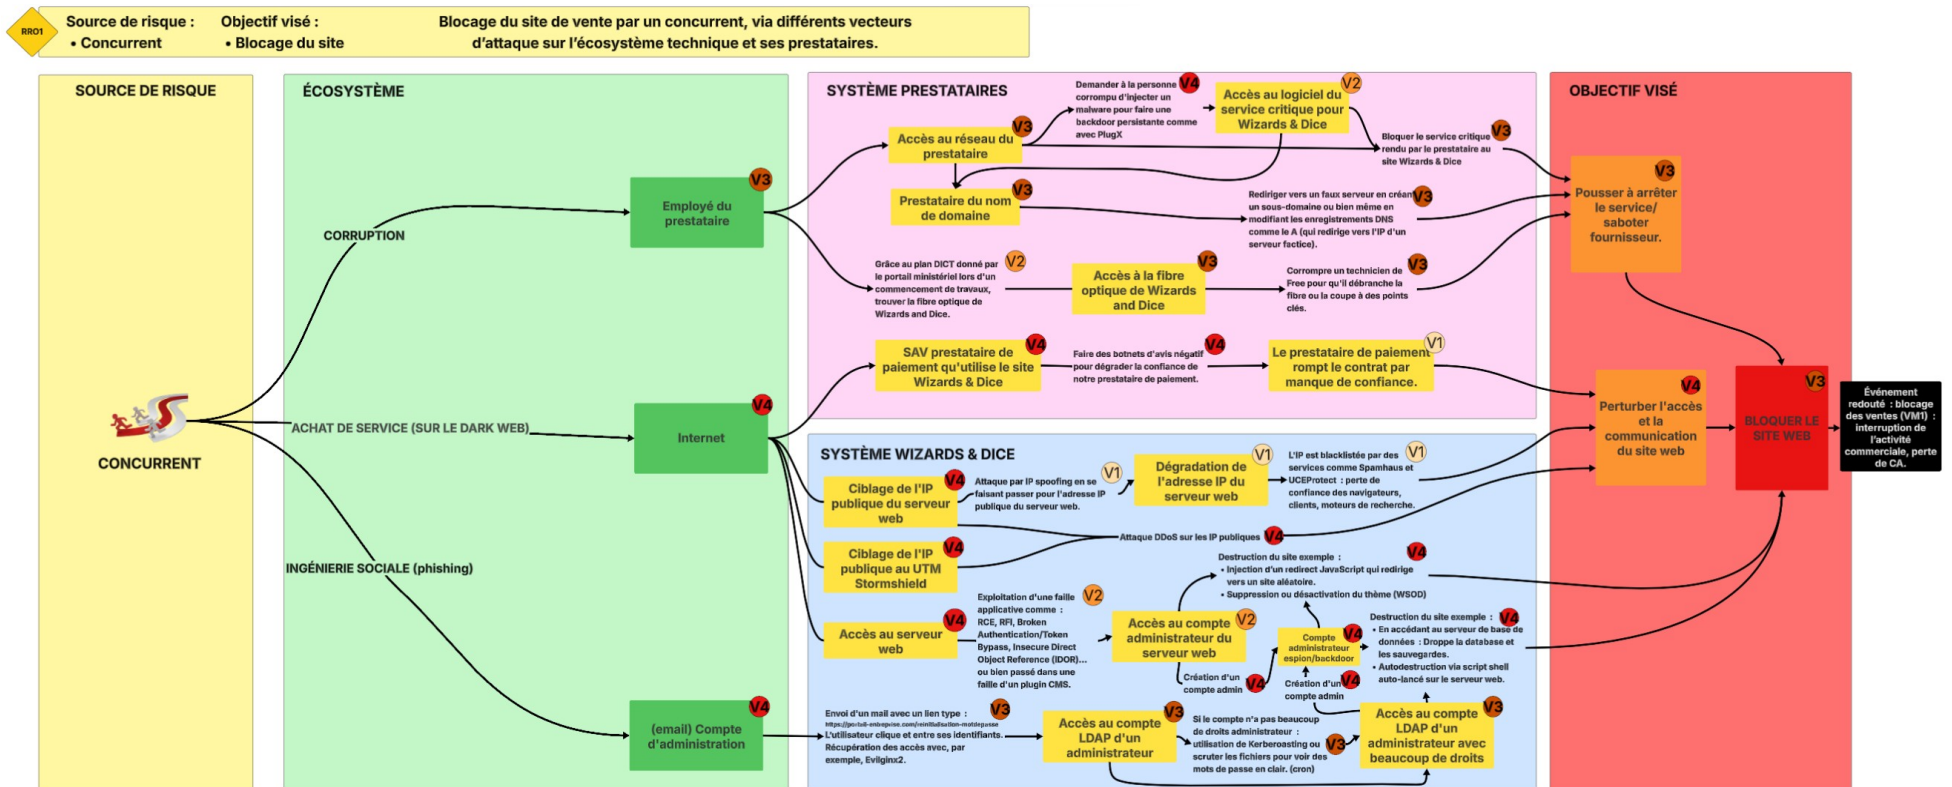 RR01
Source de risque :
• Concurrent
Objectif visé :
• Blocage du site
Blocage du site de vente par un concurrent, via différents vecteurs
d'attaque sur l'écosystème technique et ses prestataires.
SOURCE DE RISQUE
CONCURRENT
ÉCOSYSTÈME
CORRUPTION
ACHAT DE SERVICE (SUR LE DARK WEB)
INGÉNIERIE SOCIALE (phishing)
V3
Employé du
prestataire
V4
Internet
V4
(email) Compte
d'administration
SYSTÈME PRESTATAIRES
V3
Accès au réseau du
prestataire
Demander à la personne
corrompu d'injecter un
malware pour faire une
backdoor persistante comme
avec PlugX
V4
V2
Accès au logiciel du
service critique pour
Wizards & Dice
Bloquer le service critique
rendu par le prestataire au
site Wizards & Dice
V3
V3
Prestataire du nom
de domaine
Rediriger vers un faux serveur en créant
un sous-domaine ou bien même en
modifiant les enregistrements DNS
comme le A (qui redirige vers l'IP d'un
serveur factice).
V3
Grâce au plan DICT donné par
le portail ministériel lors d'un
commencement de travaux,
trouver la fibre optique de
Wizards and Dice.
V2
V3
Accès à la fibre
optique de Wizards
and Dice
Corrompre un technicien de
Free pour qu'il débranche la
fibre ou la coupe à des points
clés.
V3
V4
SAV prestataire de
paiement qu'utilise le site
Wizards & Dice
Faire des botnets d'avis négatif
pour dégrader la confiance de
notre prestataire de paiement.
V4
V1
Le prestataire de paiement
rompt le contrat par
manque de confiance.
SYSTÈME WIZARDS & DICE
V4
Ciblage de l'IP
publique du serveur
web
Attaque par IP spoofing en se
faisant passer pour l'adresse IP
publique du serveur web.
V1
V1
Dégradation de
l'adresse IP du
serveur web
L'IP est blacklistée par des
services comme Spamhaus et
UCEProtect : perte de
confiance des navigateurs,
clients, moteurs de recherche.
V1
V4
Ciblage de l'IP
publique au UTM
Stormshield
Attaque DDoS sur les IP publiques
V4
V4
Accès au serveur
web
Exploitation d'une faille
applicative comme :
RCE, RFI, Broken
Authentication/Token
Bypass, Insecure Direct
Object Reference (IDOR)...
ou bien passé dans une
faille d'un plugin CMS.
V2
V2
Accès au compte
administrateur du
serveur web
Destruction du site exemple :
• Injection d'un redirect JavaScript qui redirige
vers un site aléatoire.
• Suppression ou désactivation du thème (WSOD)
V4
Création d'un
compte admin
V4
V4
Compte
administrateur
espion/backdoor
Destruction du site exemple :
• En accédant au serveur de base de
données : Droppe la database et
les sauvegardes.
• Autodestruction via script shell
auto-lancé sur le serveur web.
V4
Création d'un
compte admin
V4
Envoi d'un mail avec un lien type :
https://portail-entreprise.com/reinitialisation-motdepasse
L'utilisateur clique et entre ses identifiants.
Récupération des accès avec, par
exemple, Evilginx2.
V3
V3
Accès au compte
LDAP d'un
administrateur
Si le compte n'a pas beaucoup
de droits administrateur :
utilisation de Kerberoasting ou
scruter les fichiers pour voir des
mots de passe en clair. (cron)
V3
V3
Accès au compte
LDAP d'un
administrateur avec
beaucoup de droits
OBJECTIF VISÉ
V3
Pousser à arrêter
le service/
saboter
fournisseur.
V4
Perturber l'accès
et la
communication
du site web
V3
BLOQUER LE
SITE WEB
Événement
redouté : blocage
des ventes (VM1) :
interruption de
l'activité
commerciale, perte
de CA.